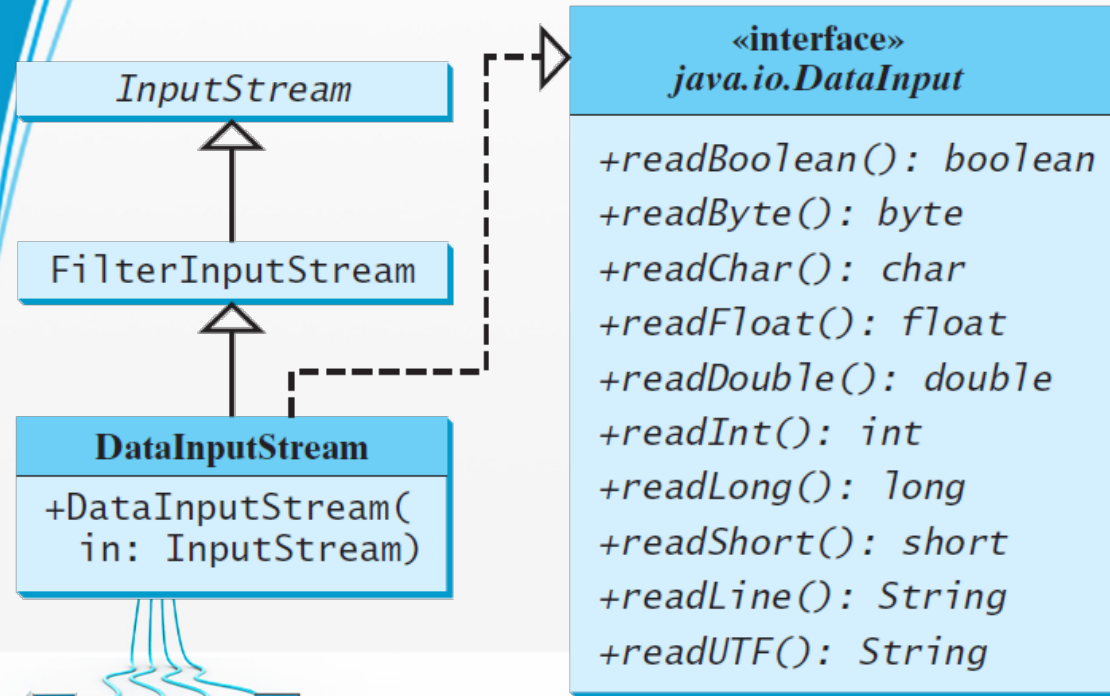 InputStream
FilterInputStream
DataInputStream
+DataInputStream(
in: InputStream)
«interface»
java.io.DataInput
+readBoolean(): boolean
+readByte(): byte
+readChar(): char
+readFloat(): float
+readDouble(): double
+readInt(): int
+readLong(): long
+readShort(): short
+readLine(): String
+readUTF(): String